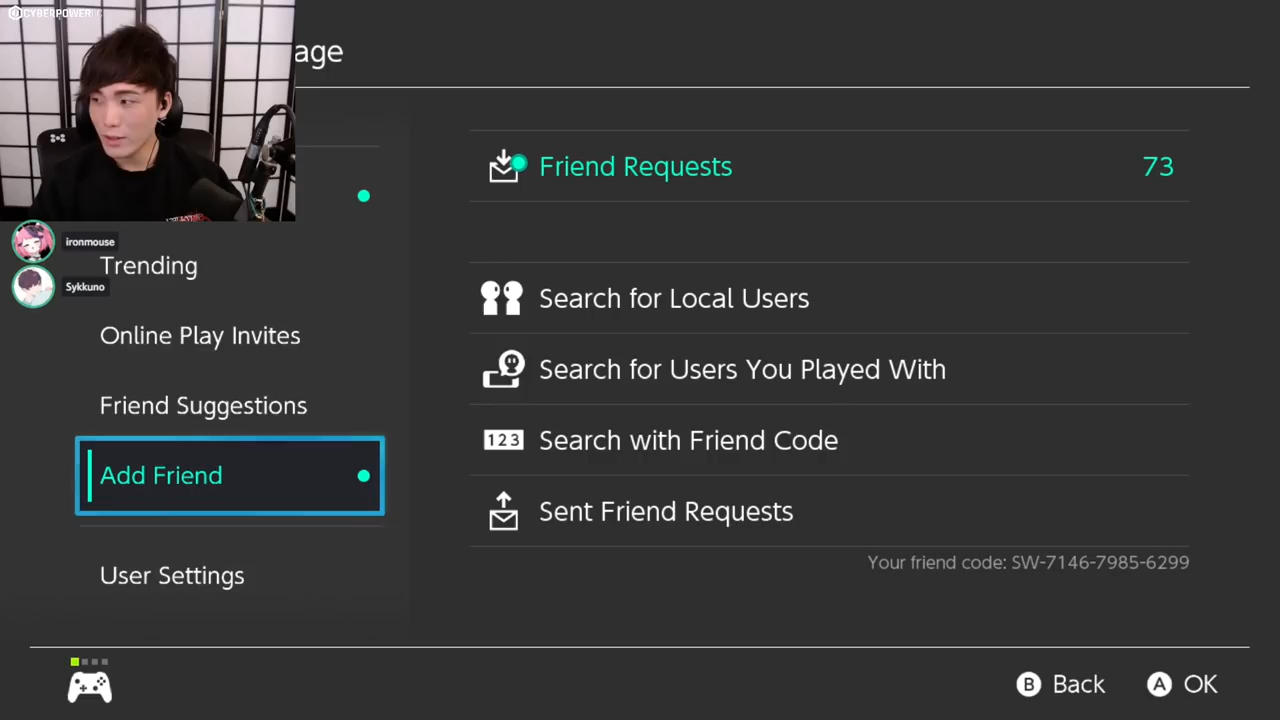 CYBERPOWER
age
ironmouse
Sykkuno
Trending
Online Play Invites
Friend Suggestions
Add Friend
User Settings
Friend Requests 73
Search for Local Users
Search for Users You Played With
123 Search with Friend Code
Sent Friend Requests
Your friend code: SW-7146-7985-6299
B Back A OK